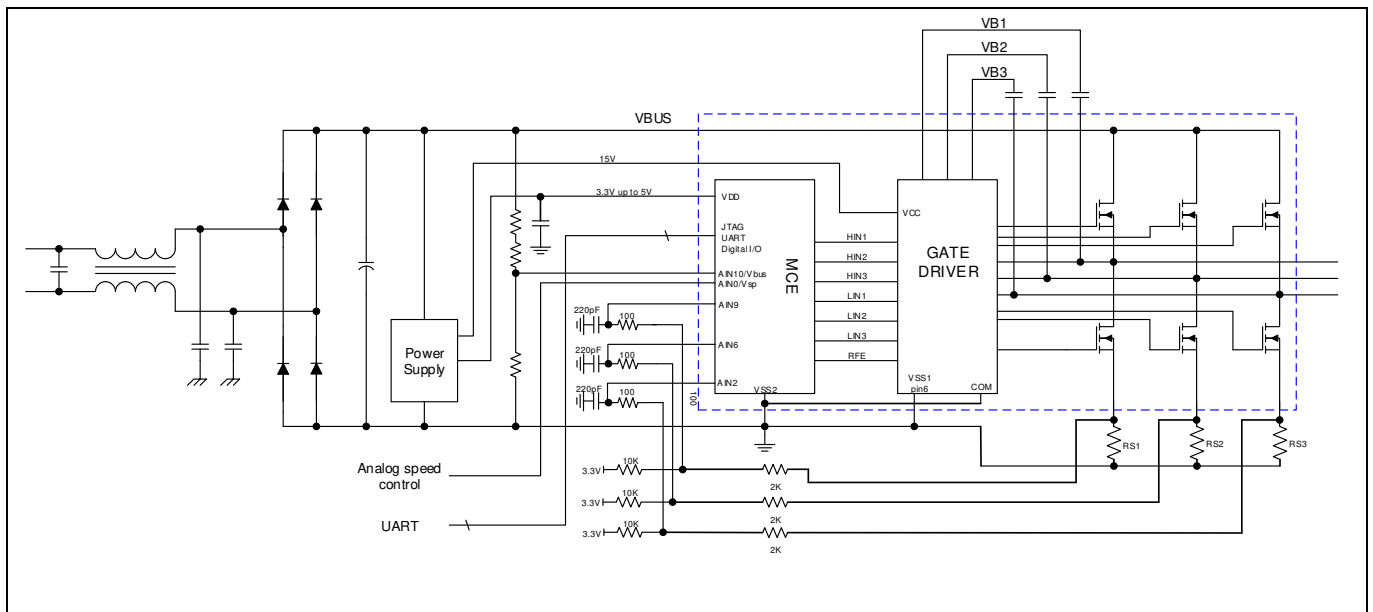 VB1
VB2
VB3
VBUS
15V
3.3V up to 5V
VDD
VCC
JTAG
UART
Digital I/O
AIN10/Vbus
AIN0/Vsp
AIN9
AIN6
AIN2
VSS2
MCE
HIN1
HIN2
HIN3
LIN1
LIN2
LIN3
RFE
GATE
DRIVER
VSS1
pin6
COM
220pF
100
220pF
100
220pF
100
100
Power
Supply
RS1
RS2
RS3
Analog speed
control
UART
3.3V
10K
2K
3.3V
10K
2K
3.3V
10K
2K